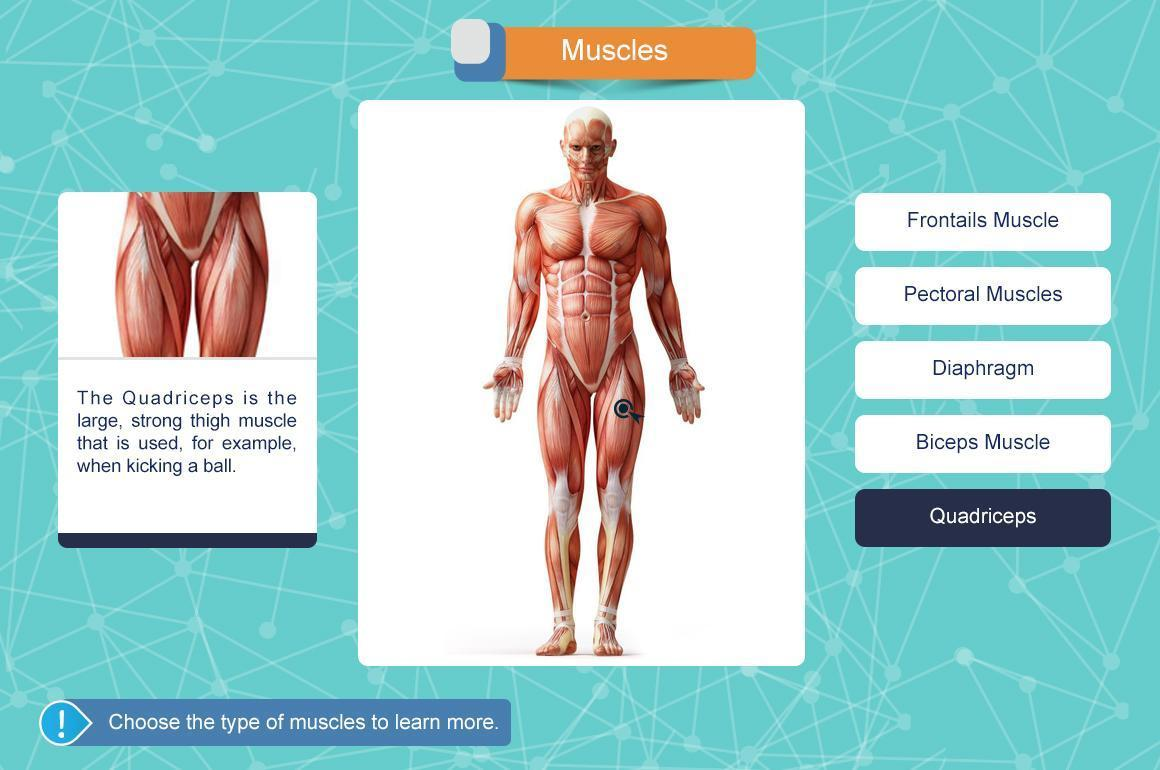 Muscles
The Quadriceps is the
large, strong thigh muscle
that is used, for example,
when kicking a ball.
Frontails Muscle
Pectoral Muscles
Diaphragm
Biceps Muscle
Quadriceps
Choose the type of muscles to learn more.